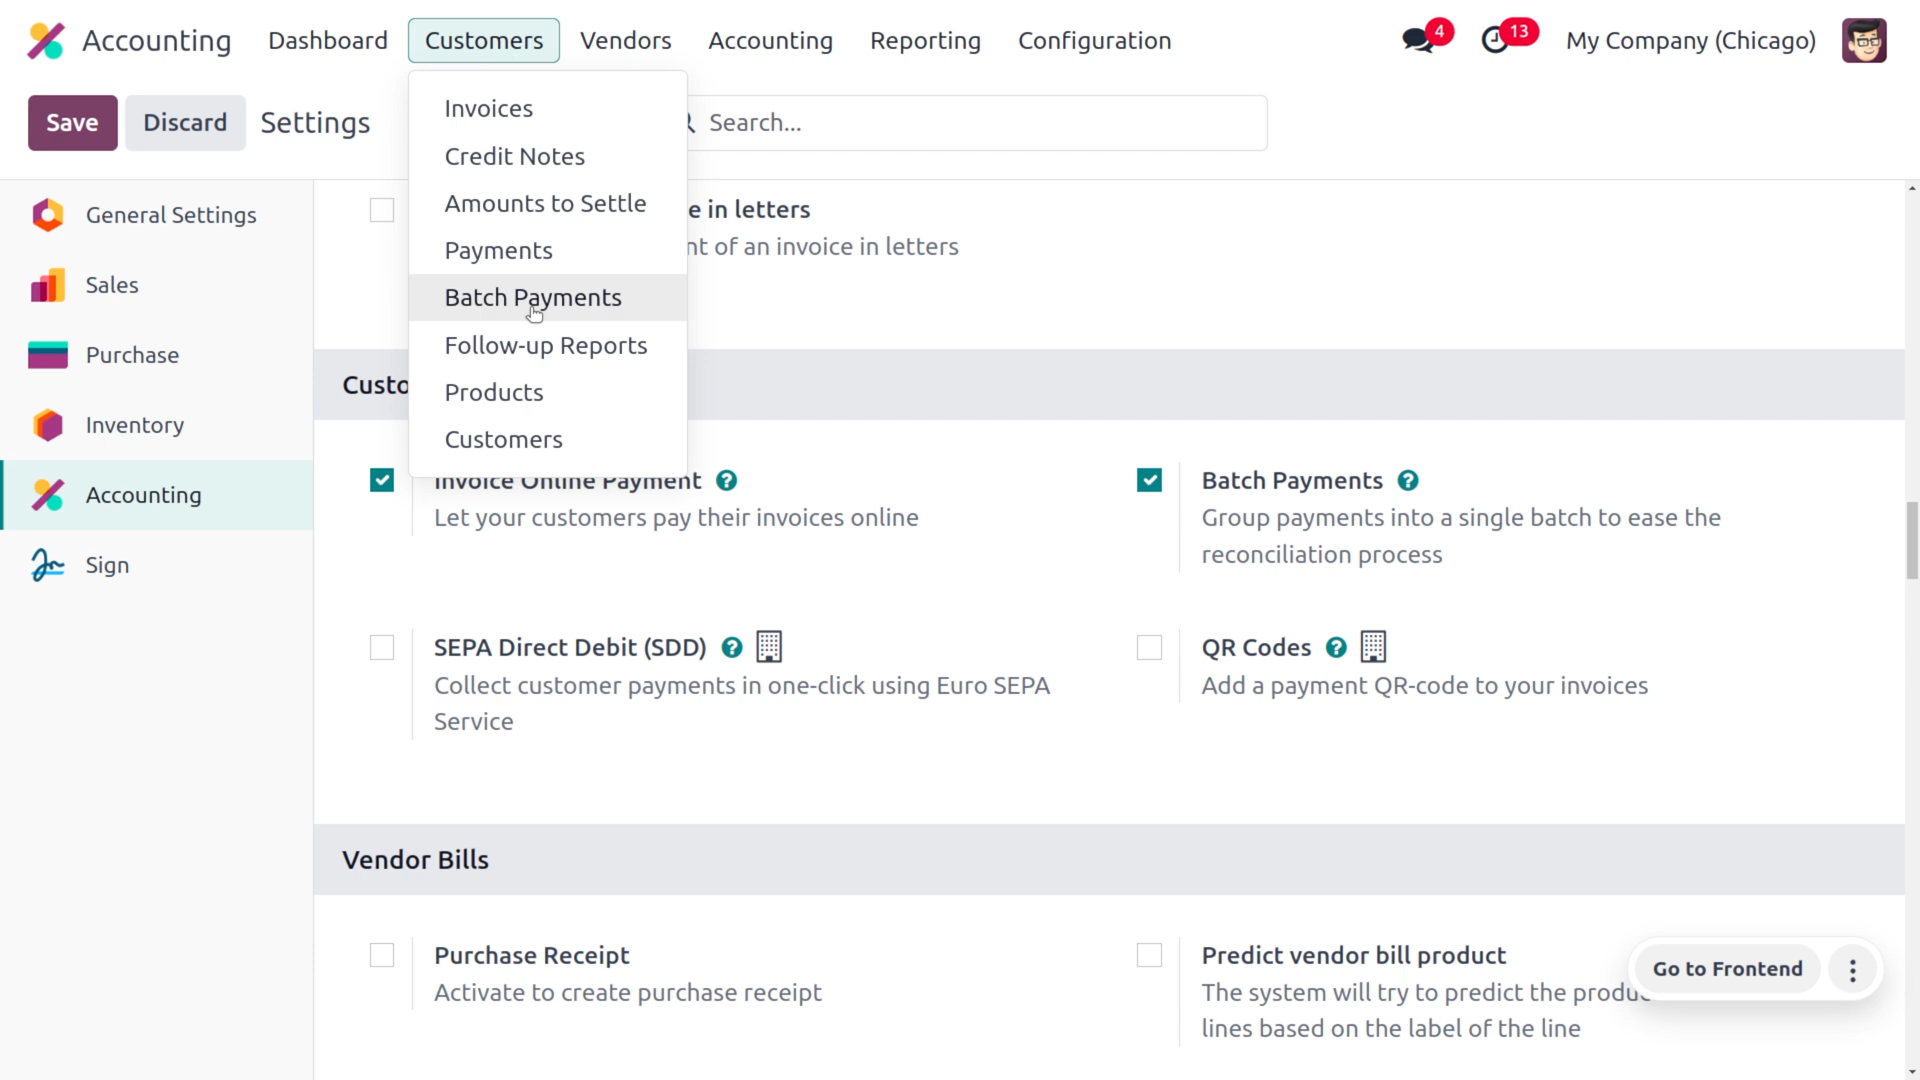 Accounting
Dashboard
Customers
Vendors
Accounting
Reporting
Configuration
4
13
My Company (Chicago)
Save
Discard
Settings
Search...
Invoices
Credit Notes
Amounts to Settle
Payments
Batch Payments
Follow-up Reports
Products
Customers
General Settings
Sales
Purchase
Inventory
Accounting
Sign
e in letters
nt of an invoice in letters
Custo
Invoice Online Payment ?
Let your customers pay their invoices online
Batch Payments ?
Group payments into a single batch to ease the
reconciliation process
SEPA Direct Debit (SDD) ?
Collect customer payments in one-click using Euro SEPA
Service
QR Codes ?
Add a payment QR-code to your invoices
Vendor Bills
Purchase Receipt
Activate to create purchase receipt
Predict vendor bill product
The system will try to predict the produc
lines based on the label of the line
Go to Frontend